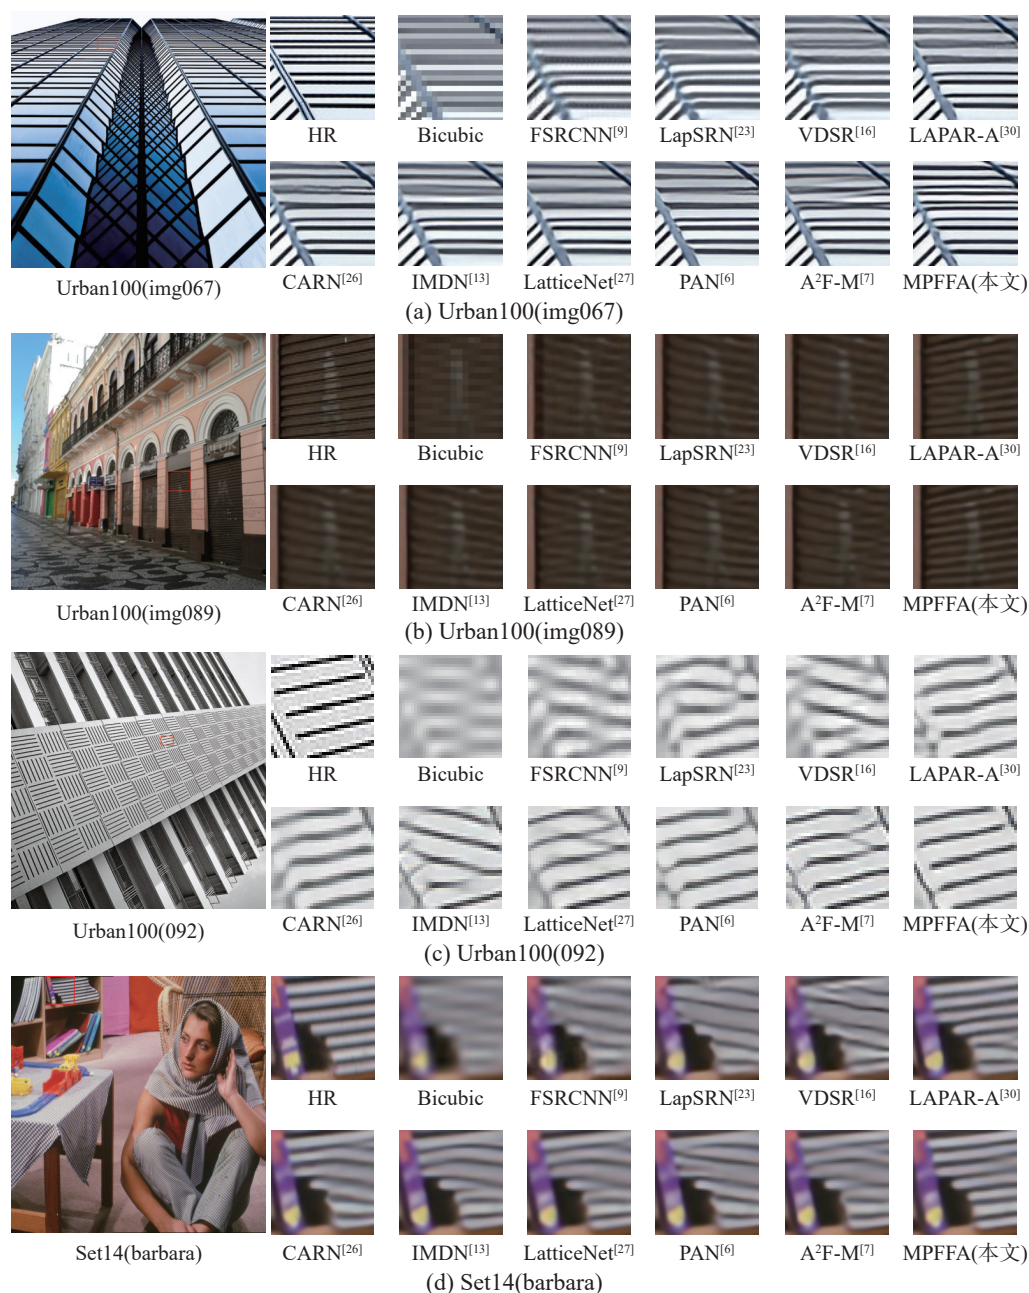 HR Bicubic FSRCNN[9] LapSRN[23] VDSR[16] LAPAR-A[30]
CARN[26] IMDN[13] LatticeNet[27] PAN[6] A²F-M[7] MPFFA(本文)
Urban100(img067)
(a) Urban100(img067)
HR Bicubic FSRCNN[9] LapSRN[23] VDSR[16] LAPAR-A[30]
CARN[26] IMDN[13] LatticeNet[27] PAN[6] A²F-M[7] MPFFA(本文)
Urban100(img089)
(b) Urban100(img089)
HR Bicubic FSRCNN[9] LapSRN[23] VDSR[16] LAPAR-A[30]
CARN[26] IMDN[13] LatticeNet[27] PAN[6] A²F-M[7] MPFFA(本文)
Urban100(092)
(c) Urban100(092)
HR Bicubic FSRCNN[9] LapSRN[23] VDSR[16] LAPAR-A[30]
Set14(barbara) CARN[26] IMDN[13] LatticeNet[27] PAN[6] A²F-M[7] MPFFA(本文)
(d) Set14(barbara)